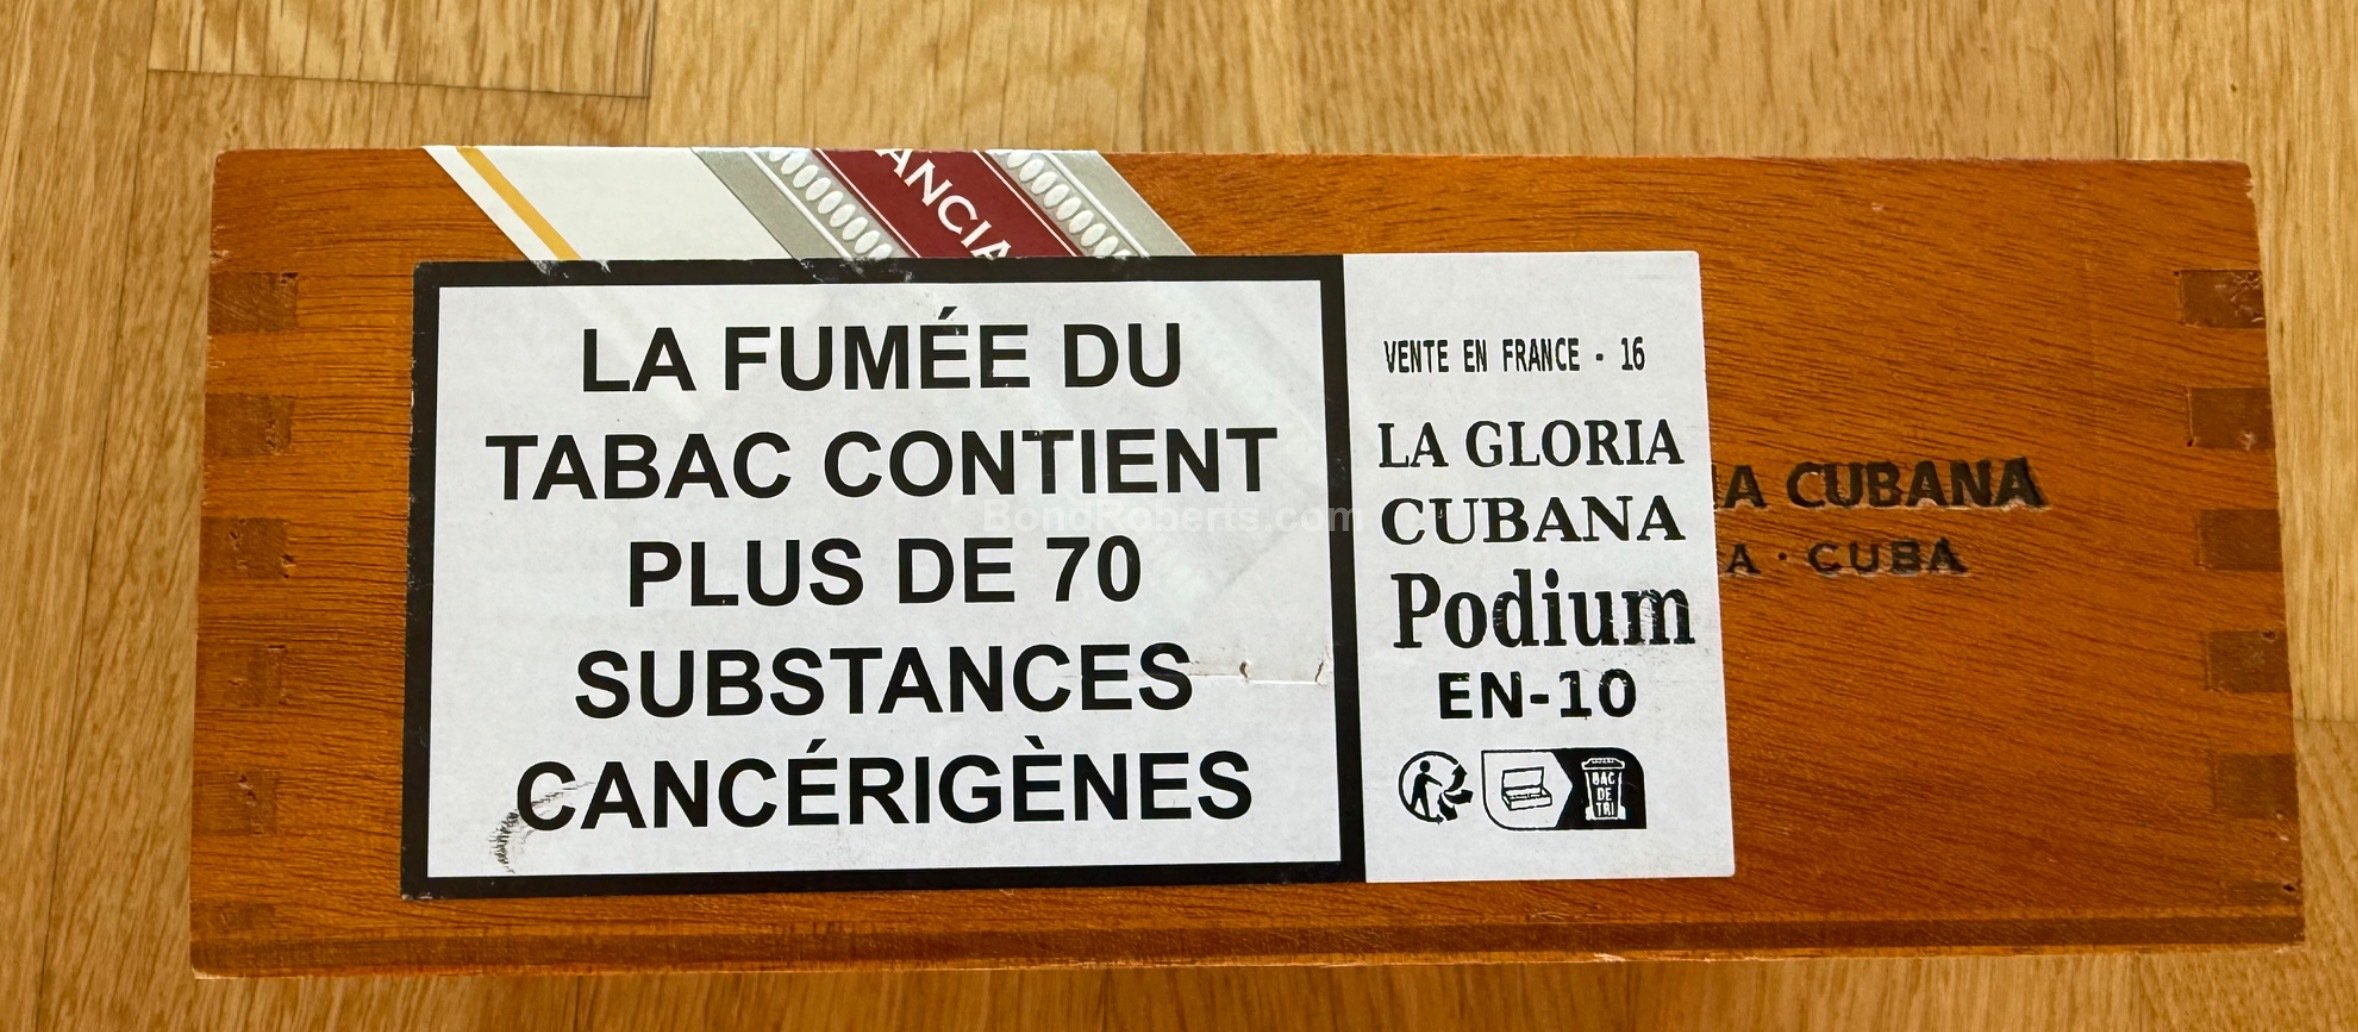 ANCIA
LA FUMÉE DU
TABAC CONTIENT
PLUS DE 70
SUBSTANCES
CANCÉRIGÈNES
VENTE EN FRANCE - 16
LA GLORIA
CUBANA
Podium
EN-10
BAC
DE
TRI
A CUBANA
A · CUBA
BondRoberts.com